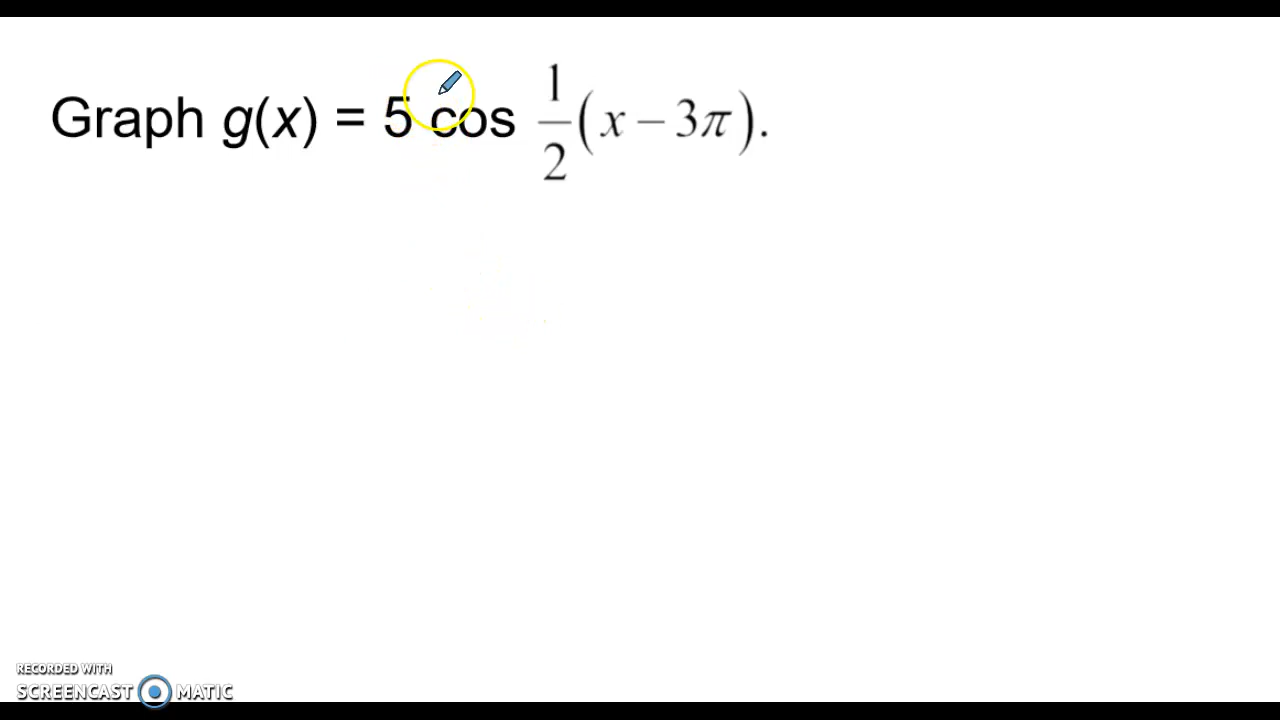 Graph g(x) = 5 cos 1/2 (x − 3π).
RECORDED WITH
SCREENCAST MATIC